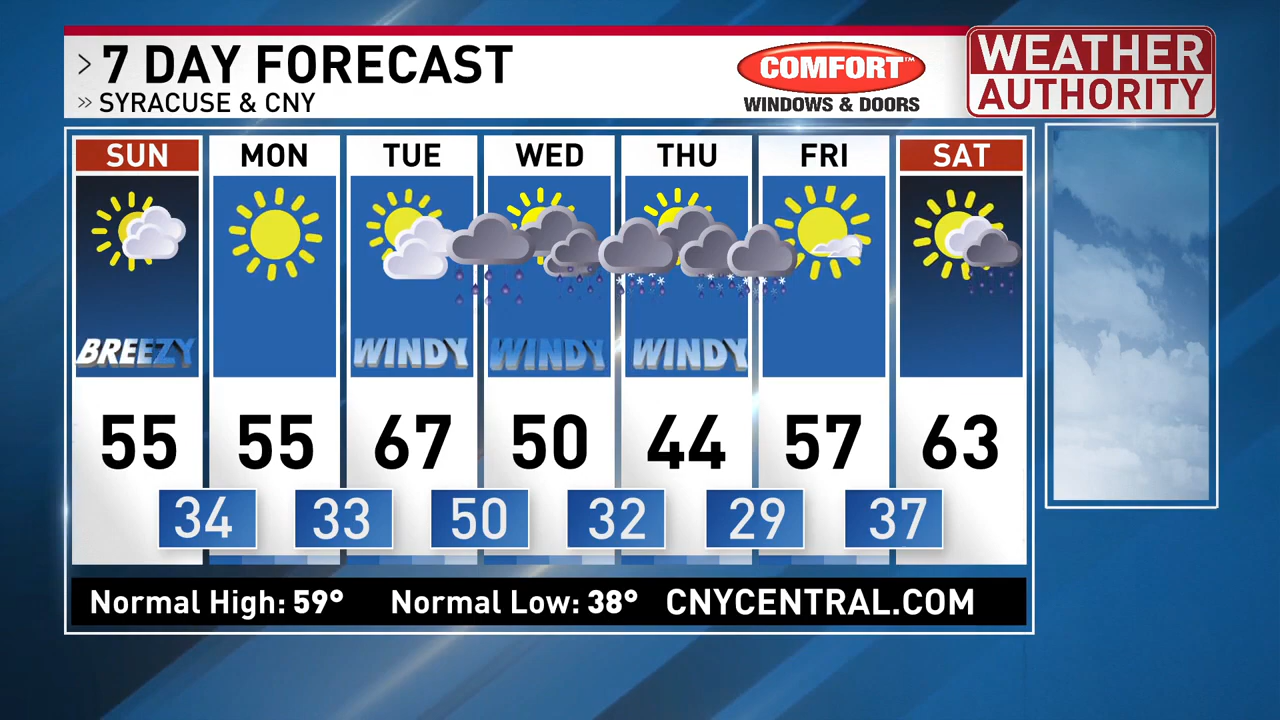 > 7 DAY FORECAST
» SYRACUSE & CNY
COMFORT™
WINDOWS & DOORS
WEATHER
AUTHORITY
SUN MON TUE WED THU FRI SAT
BREEZY WINDY WINDY WINDY
55 55 67 50 44 57 63
34 33 50 32 29 37
Normal High: 59° Normal Low: 38° CNYCENTRAL.COM